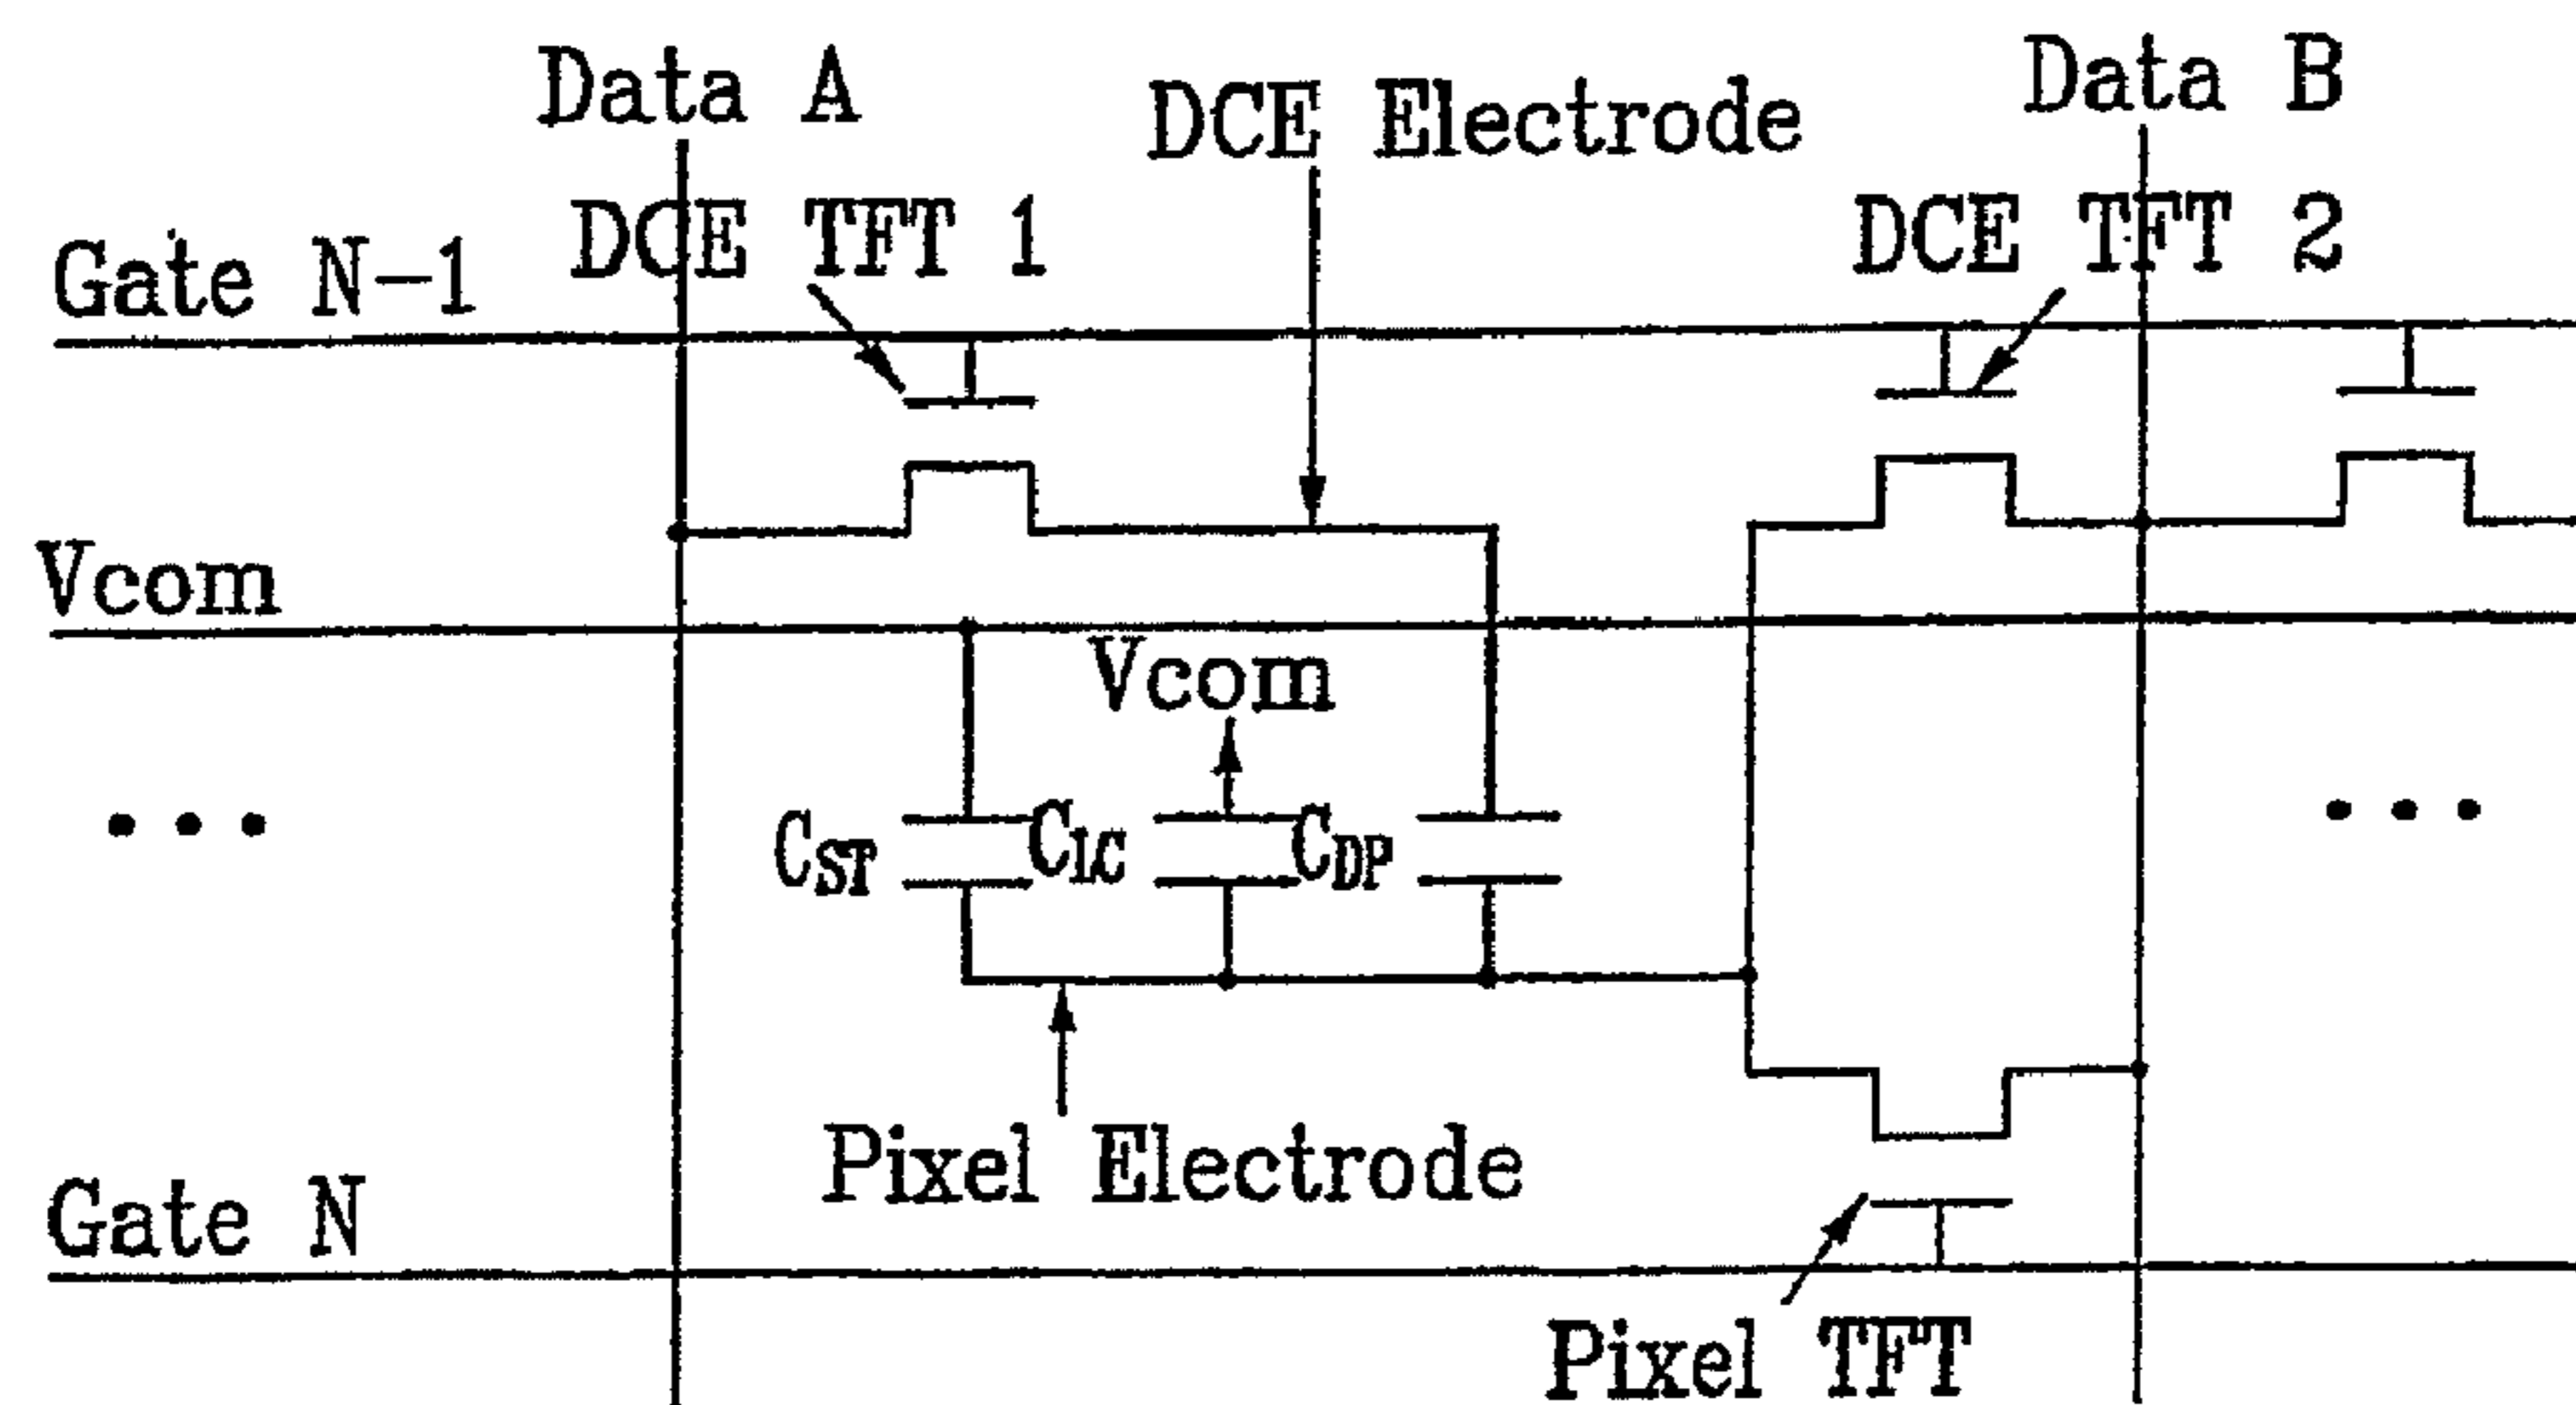 Data A
DCE Electrode
Data B
DCE TFT 1
DCE TFT 2
Gate N-1
Vcom
Vcom
CST
CLC
CDP
Pixel Electrode
Gate N
Pixel TFT